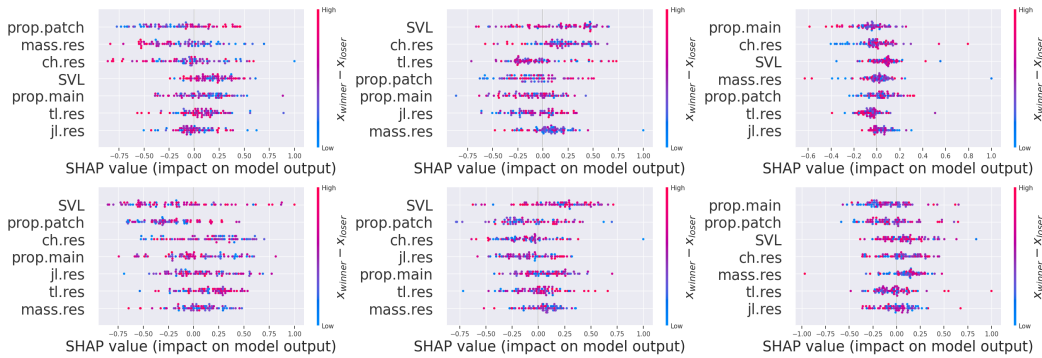 High
prop.patch
mass.res
ch.res
SVL
prop.main
tl.res
jl.res
Low
x_winner − x_loser
−0.75 −0.50 −0.25 0.00 0.25 0.50 0.75 1.00
SHAP value (impact on model output)
High
SVL
ch.res
tl.res
prop.patch
prop.main
jl.res
mass.res
Low
x_winner − x_loser
−0.75 −0.50 −0.25 0.00 0.25 0.50 0.75 1.00
SHAP value (impact on model output)
High
prop.main
ch.res
SVL
mass.res
prop.patch
tl.res
jl.res
Low
x_winner − x_loser
−0.6 −0.4 −0.2 0.0 0.2 0.4 0.6 0.8 1.0
SHAP value (impact on model output)
High
SVL
prop.patch
ch.res
prop.main
jl.res
tl.res
mass.res
Low
x_winner − x_loser
−0.75 −0.50 −0.25 0.00 0.25 0.50 0.75 1.00
SHAP value (impact on model output)
High
SVL
prop.patch
ch.res
jl.res
prop.main
tl.res
mass.res
Low
x_winner − x_loser
−0.75 −0.50 −0.25 0.00 0.25 0.50 0.75 1.00
SHAP value (impact on model output)
High
prop.main
prop.patch
SVL
ch.res
mass.res
tl.res
jl.res
Low
x_winner − x_loser
−1.00 −0.75 −0.50 −0.25 0.00 0.25 0.50 0.75 1.00
SHAP value (impact on model output)